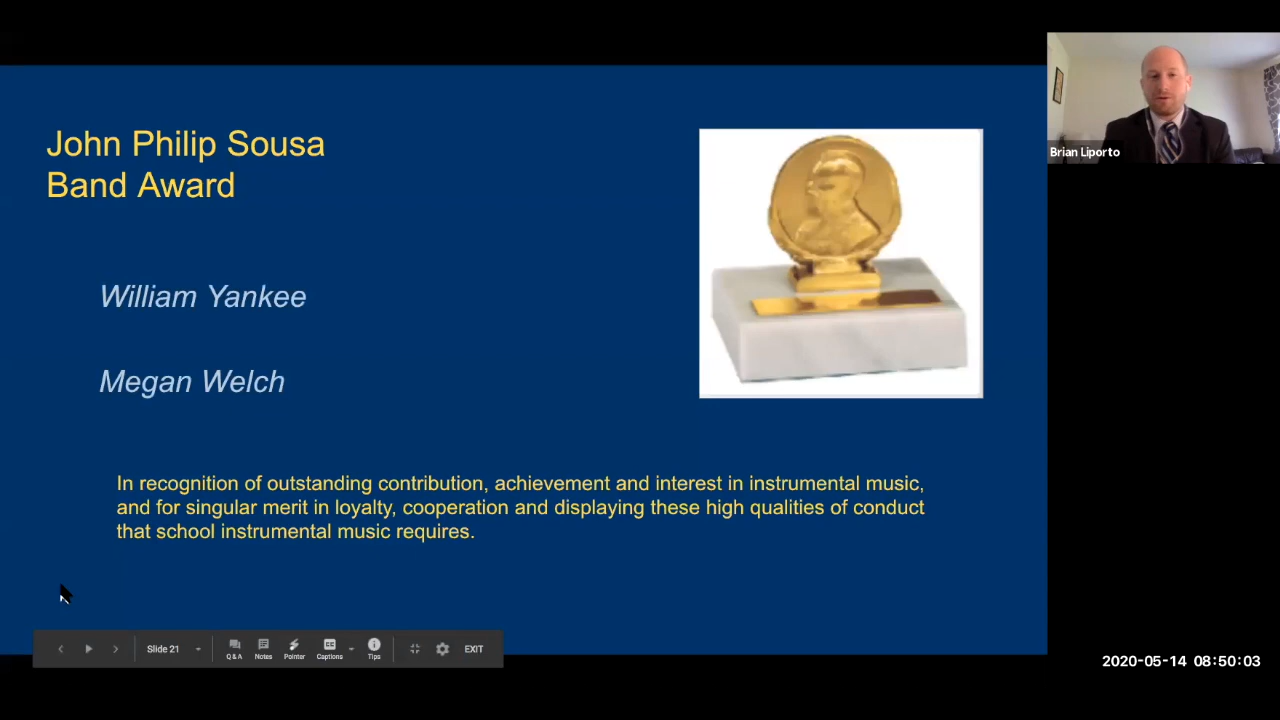 John Philip Sousa
Band Award
William Yankee
Megan Welch
In recognition of outstanding contribution, achievement and interest in instrumental music,
and for singular merit in loyalty, cooperation and displaying these high qualities of conduct
that school instrumental music requires.
Brian Liporto
Slide 21
Q & A
Notes
Pointer
CC
Captions
Tips
EXIT
2020-05-14 08:50:03